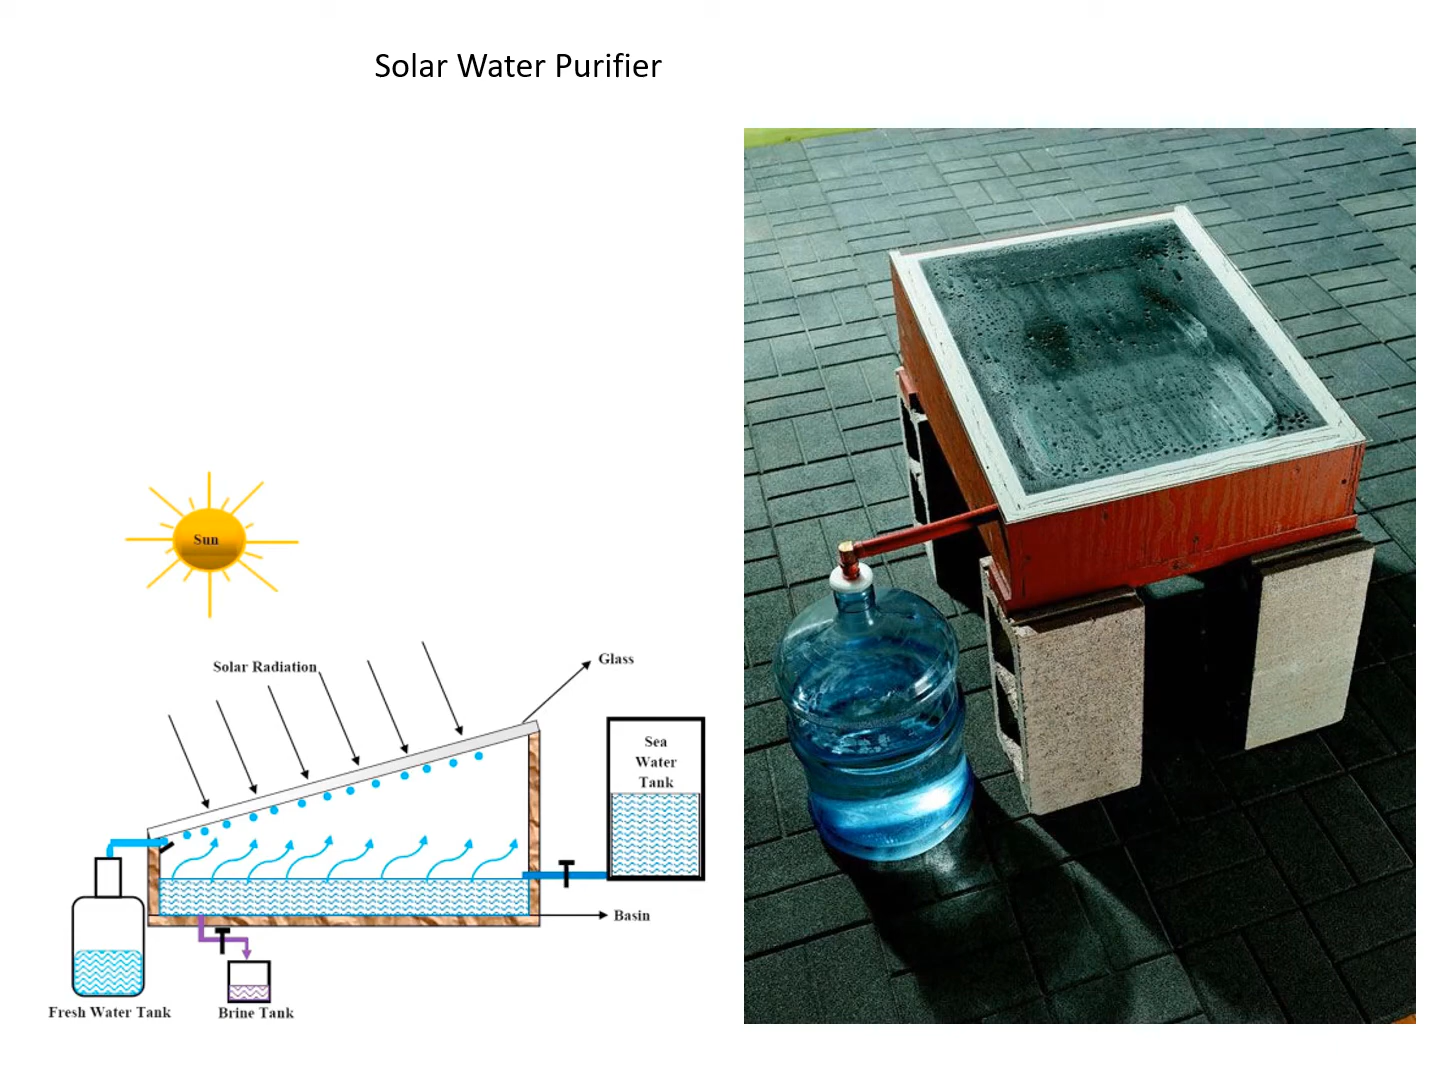 Solar Water Purifier
Sun
Solar Radiation
Glass
Sea
Water
Tank
Basin
Fresh Water Tank
Brine Tank